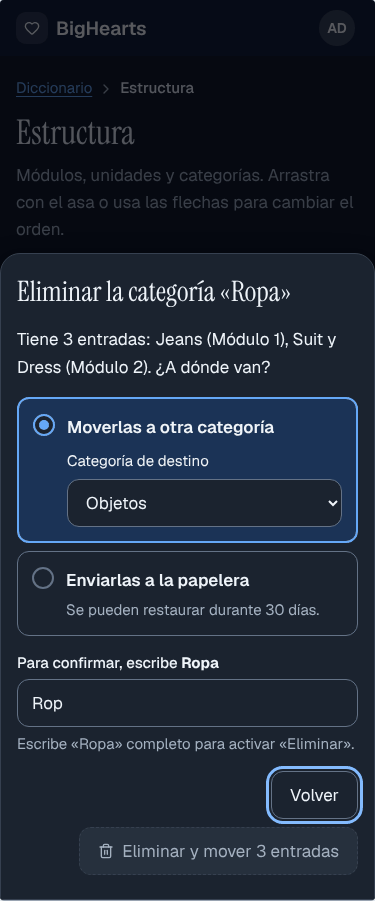 BigHearts
AD
Diccionario > Estructura
Estructura
Módulos, unidades y categorías. Arrastra
con el asa o usa las flechas para cambiar el
orden.
Eliminar la categoría «Ropa»
Tiene 3 entradas: Jeans (Módulo 1), Suit y
Dress (Módulo 2). ¿A dónde van?
Moverlas a otra categoría
Categoría de destino
Objetos
Enviarlas a la papelera
Se pueden restaurar durante 30 días.
Para confirmar, escribe Ropa
Rop
Escribe «Ropa» completo para activar «Eliminar».
Volver
Eliminar y mover 3 entradas